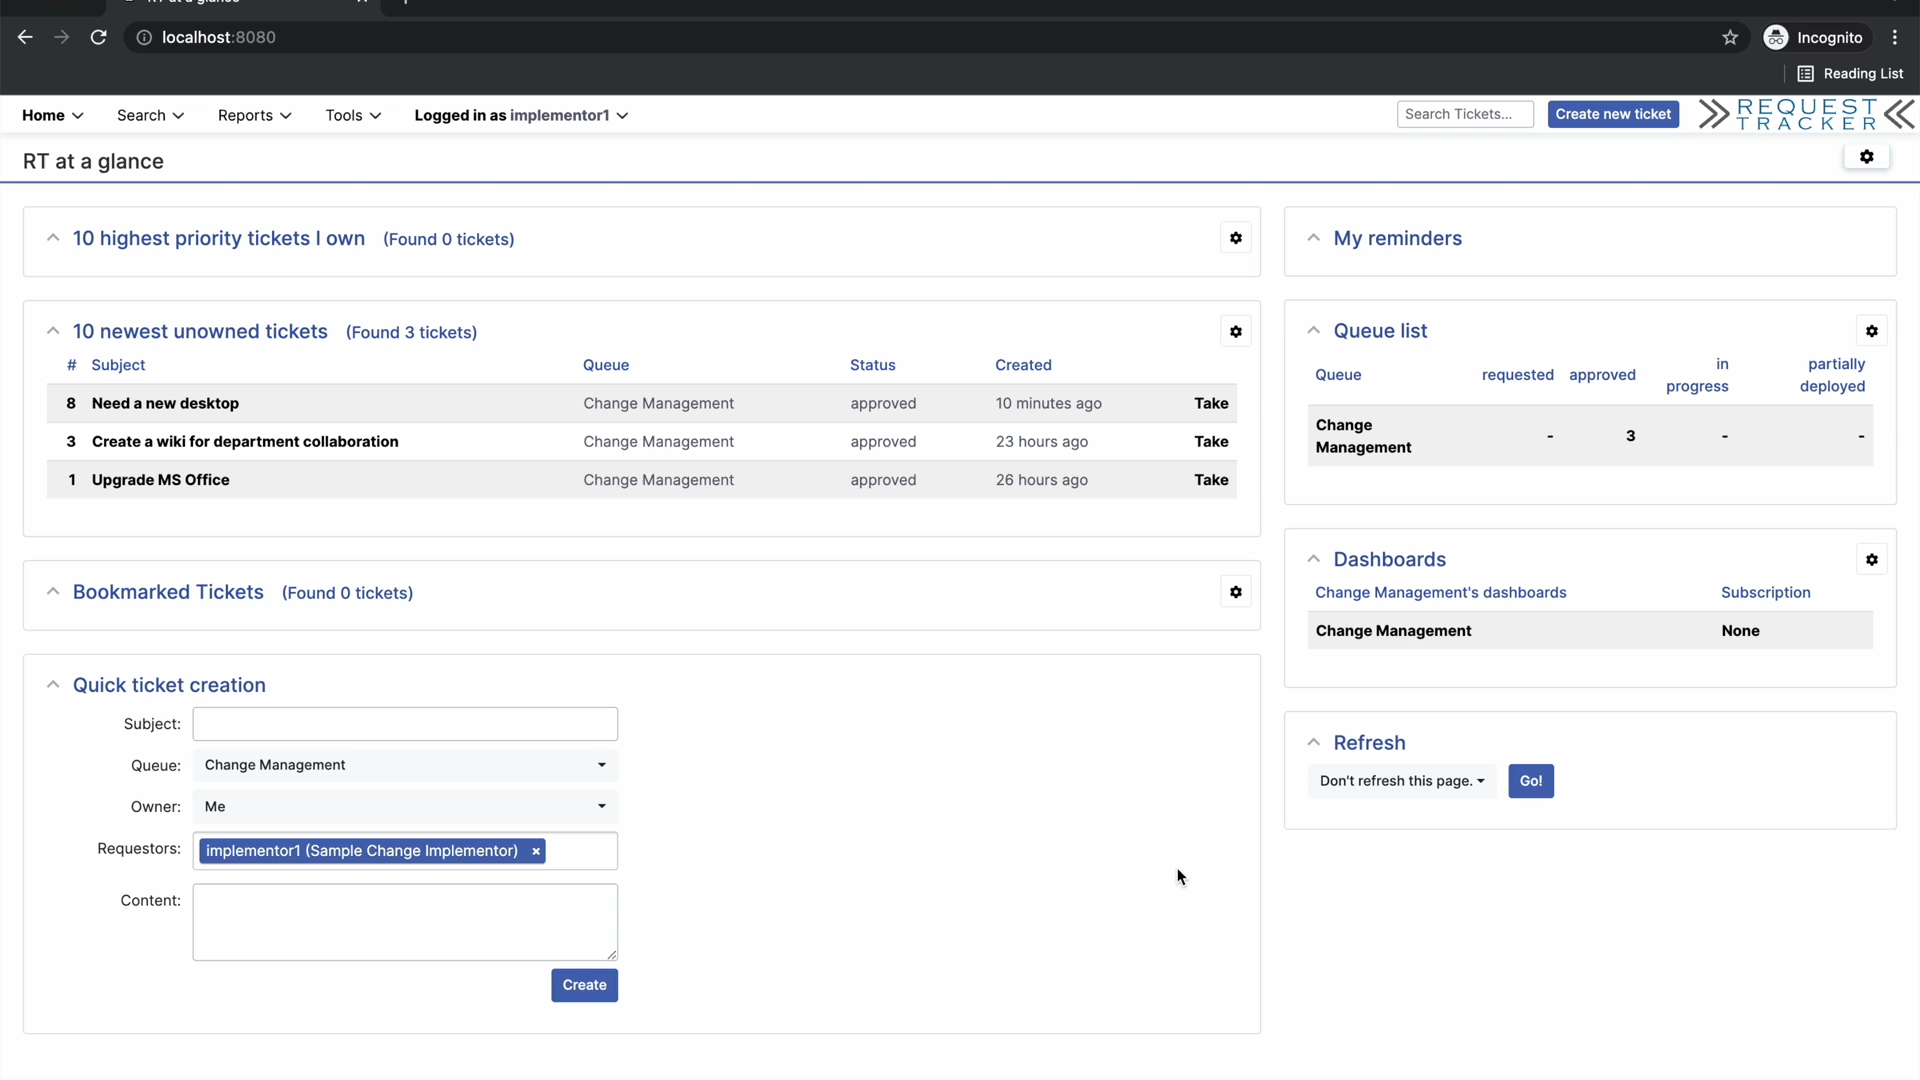 localhost:8080
Incognito
Reading List
Home Search Reports Tools Logged in as implementor1
Search Tickets... Create new ticket REQUEST TRACKER
RT at a glance
10 highest priority tickets I own (Found 0 tickets)
10 newest unowned tickets (Found 3 tickets)
# Subject Queue Status Created
8 Need a new desktop Change Management approved 10 minutes ago Take
3 Create a wiki for department collaboration Change Management approved 23 hours ago Take
1 Upgrade MS Office Change Management approved 26 hours ago Take
Bookmarked Tickets (Found 0 tickets)
Quick ticket creation
Subject:
Queue: Change Management
Owner: Me
Requestors: implementor1 (Sample Change Implementor) ×
Content:
Create
My reminders
Queue list
Queue requested approved in progress partially deployed
Change Management - 3 - -
Dashboards
Change Management's dashboards Subscription
Change Management None
Refresh
Don't refresh this page. Go!